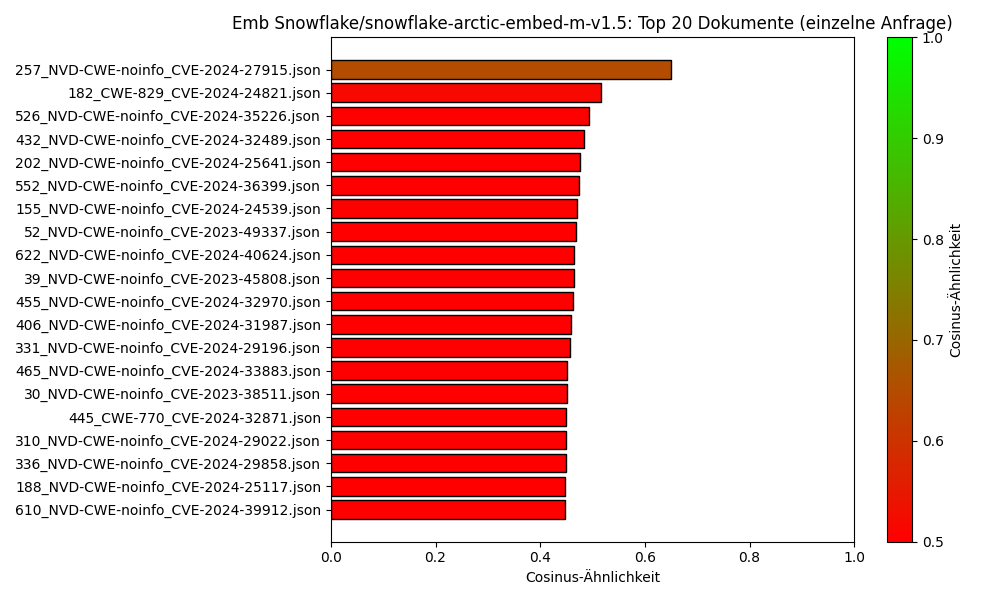 Emb Snowflake/snowflake-arctic-embed-m-v1.5: Top 20 Dokumente (einzelne Anfrage)
257_NVD-CWE-noinfo_CVE-2024-27915.json
182_CWE-829_CVE-2024-24821.json
526_NVD-CWE-noinfo_CVE-2024-35226.json
432_NVD-CWE-noinfo_CVE-2024-32489.json
202_NVD-CWE-noinfo_CVE-2024-25641.json
552_NVD-CWE-noinfo_CVE-2024-36399.json
155_NVD-CWE-noinfo_CVE-2024-24539.json
52_NVD-CWE-noinfo_CVE-2023-49337.json
622_NVD-CWE-noinfo_CVE-2024-40624.json
39_NVD-CWE-noinfo_CVE-2023-45808.json
455_NVD-CWE-noinfo_CVE-2024-32970.json
406_NVD-CWE-noinfo_CVE-2024-31987.json
331_NVD-CWE-noinfo_CVE-2024-29196.json
465_NVD-CWE-noinfo_CVE-2024-33883.json
30_NVD-CWE-noinfo_CVE-2023-38511.json
445_CWE-770_CVE-2024-32871.json
310_NVD-CWE-noinfo_CVE-2024-29022.json
336_NVD-CWE-noinfo_CVE-2024-29858.json
188_NVD-CWE-noinfo_CVE-2024-25117.json
610_NVD-CWE-noinfo_CVE-2024-39912.json
0.0 0.2 0.4 0.6 0.8 1.0
Cosinus-Ähnlichkeit
1.0
0.9
0.8
0.7
0.6
0.5
Cosinus-Ähnlichkeit